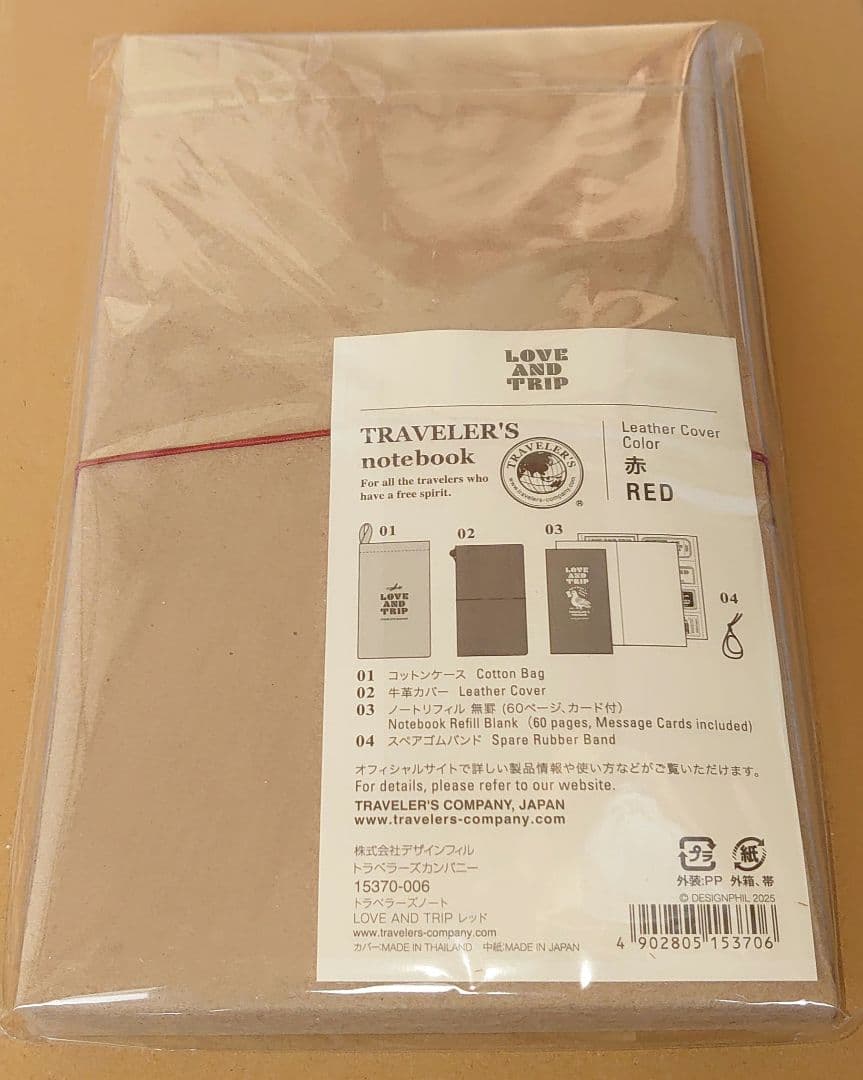 LOVE
AND
TRIP
TRAVELER'S
notebook
For all the travelers who
have a free spirit.
TRAVELER'S
www.travelers-company.com
®
Leather Cover
Color
赤
RED
01
LOVE
AND
TRIP
02
03
LOVE
AND
TRIP
04
01 コットンケース Cotton Bag
02 牛革カバー Leather Cover
03 ノートリフィル 無罫 (60ページ、カード付)
Notebook Refill Blank (60 pages, Message Cards included)
04 スペアゴムバンド Spare Rubber Band
オフィシャルサイトで詳しい製品情報や使い方などがご覧いただけます。
For details, please refer to our website.
TRAVELER'S COMPANY, JAPAN
www.travelers-company.com
株式会社デザインフィル
トラベラーズカンパニー
15370-006
トラベラーズノート
LOVE AND TRIP レッド
www.travelers-company.com
カバー:MADE IN THAILAND 中紙:MADE IN JAPAN
プラ 紙
外装:PP 外箱、帯
© DESIGNPHIL 2025
4 902805 153706